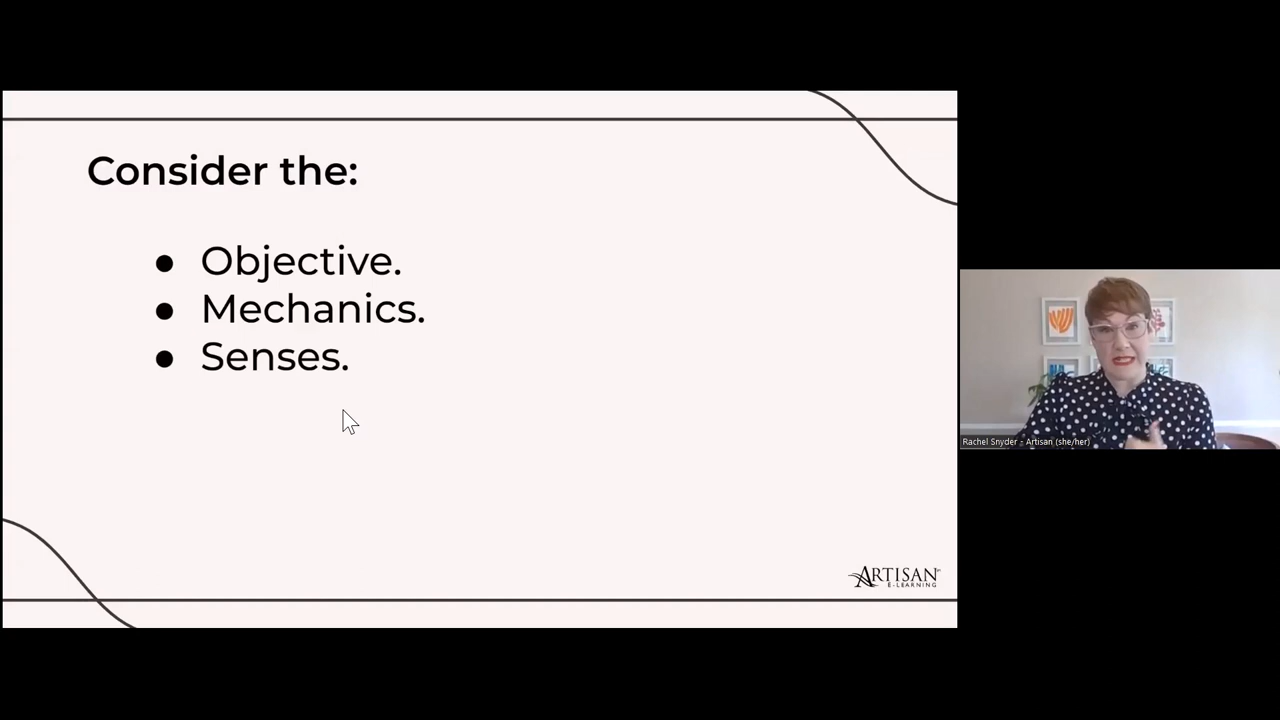 Consider the:
● Objective.
● Mechanics.
● Senses.
ARTISAN
E-LEARNING
Rachel Snyder - Artisan (she/her)